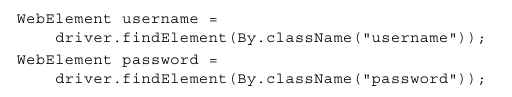 WebElement username =
    driver.findElement(By.className("username"));
WebElement password =
    driver.findElement(By.className("password"));